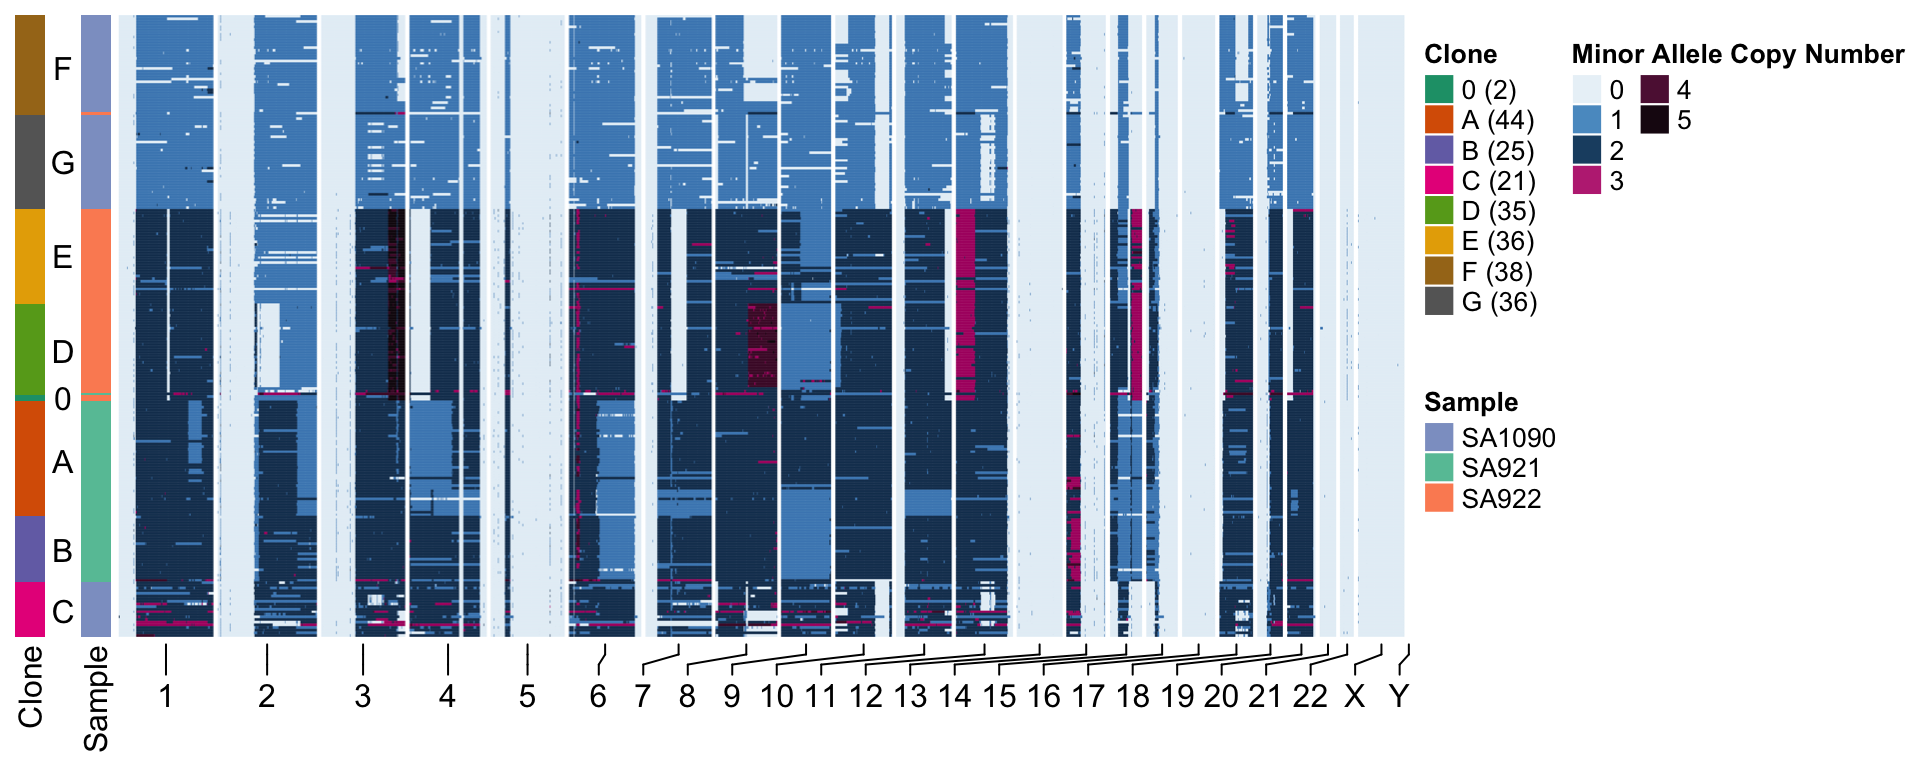 F
G
E
D
0
A
B
C
Clone
Sample
1 2 3 4 5 6 7 8 9 10 11 12 13 14 15 16 17 18 19 20 21 22 X Y
Clone
0 (2)
A (44)
B (25)
C (21)
D (35)
E (36)
F (38)
G (36)
Minor Allele Copy Number
0 4
1 5
2
3
Sample
SA1090
SA921
SA922